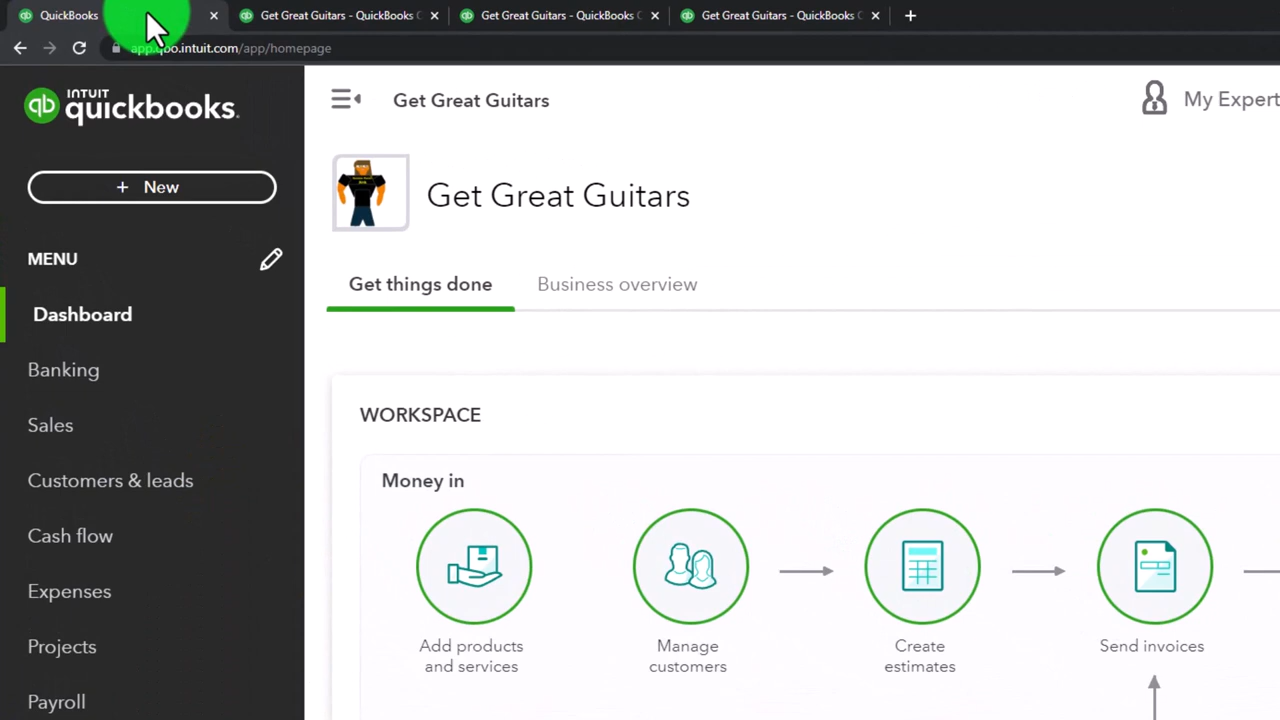 QuickBooks
Get Great Guitars - QuickBooks
Get Great Guitars - QuickBooks
Get Great Guitars - QuickBooks
app.qbo.intuit.com/app/homepage
INTUIT
quickbooks.
Get Great Guitars
My Expert
+ New
Get Great Guitars
MENU
Get things done
Business overview
Dashboard
Banking
Sales
Customers & leads
Cash flow
Expenses
Projects
Payroll
WORKSPACE
Money in
Add products
and services
Manage
customers
Create
estimates
Send invoices